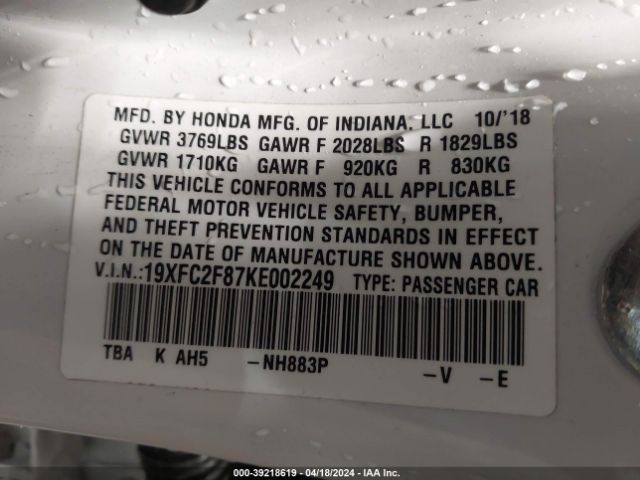 MFD. BY HONDA MFG. OF INDIANA, LLC 10/'18
GVWR 3769LBS GAWR F 2028LBS R 1829LBS
GVWR 1710KG GAWR F 920KG R 830KG
THIS VEHICLE CONFORMS TO ALL APPLICABLE
FEDERAL MOTOR VEHICLE SAFETY, BUMPER,
AND THEFT PREVENTION STANDARDS IN EFFECT
ON THE DATE OF MANUFACTURE SHOWN ABOVE.
V.I.N.:19XFC2F87KE002249 TYPE: PASSENGER CAR
TBA K AH5 -NH883P -V -E
000-39218619 - 04/18/2024 - IAA Inc.